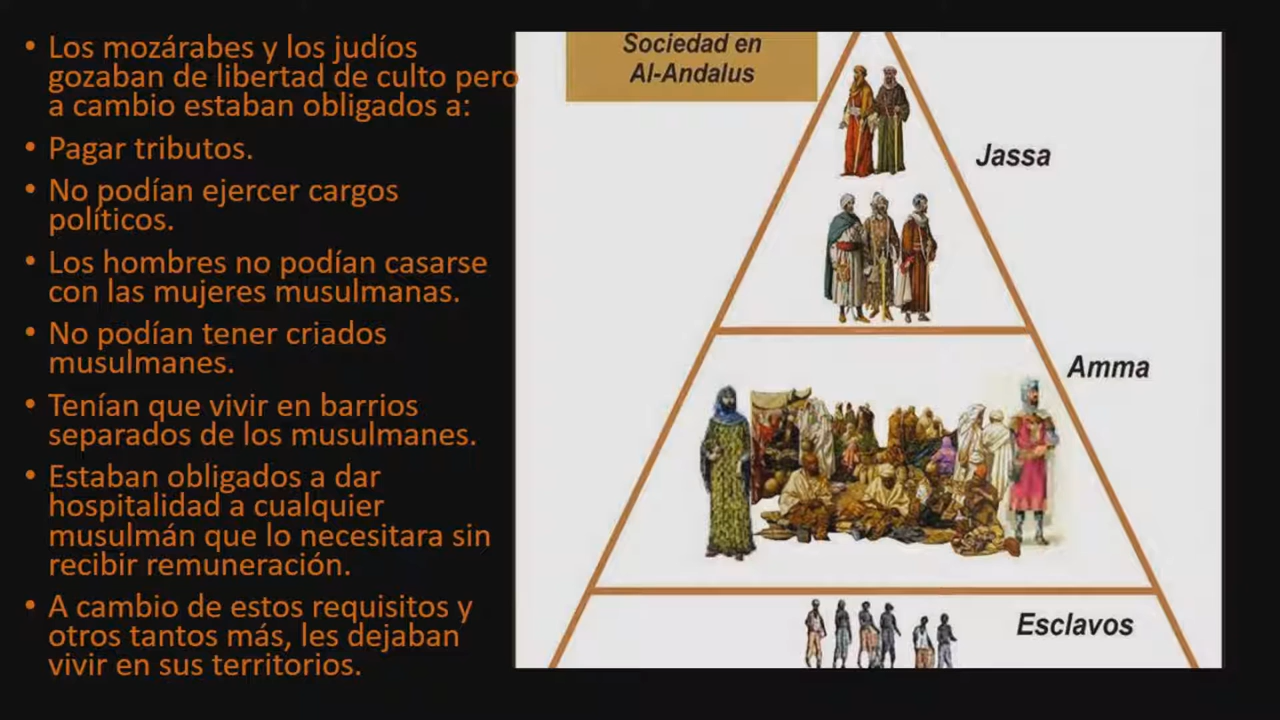 • Los mozárabes y los judíos
gozaban de libertad de culto pero
a cambio estaban obligados a:
• Pagar tributos.
• No podían ejercer cargos
políticos.
• Los hombres no podían casarse
con las mujeres musulmanas.
• No podían tener criados
musulmanes.
• Tenían que vivir en barrios
separados de los musulmanes.
• Estaban obligados a dar
hospitalidad a cualquier
musulmán que lo necesitara sin
recibir remuneración.
• A cambio de estos requisitos y
otros tantos más, les dejaban
vivir en sus territorios.
Sociedad en
Al-Andalus
Jassa
Amma
Esclavos